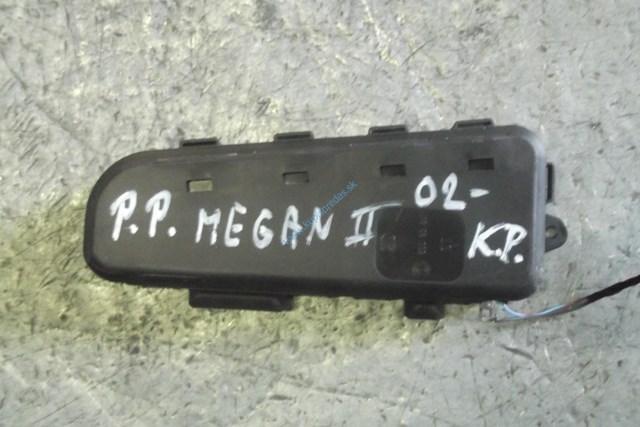 P.P. MEGAN II 02-
K.P.